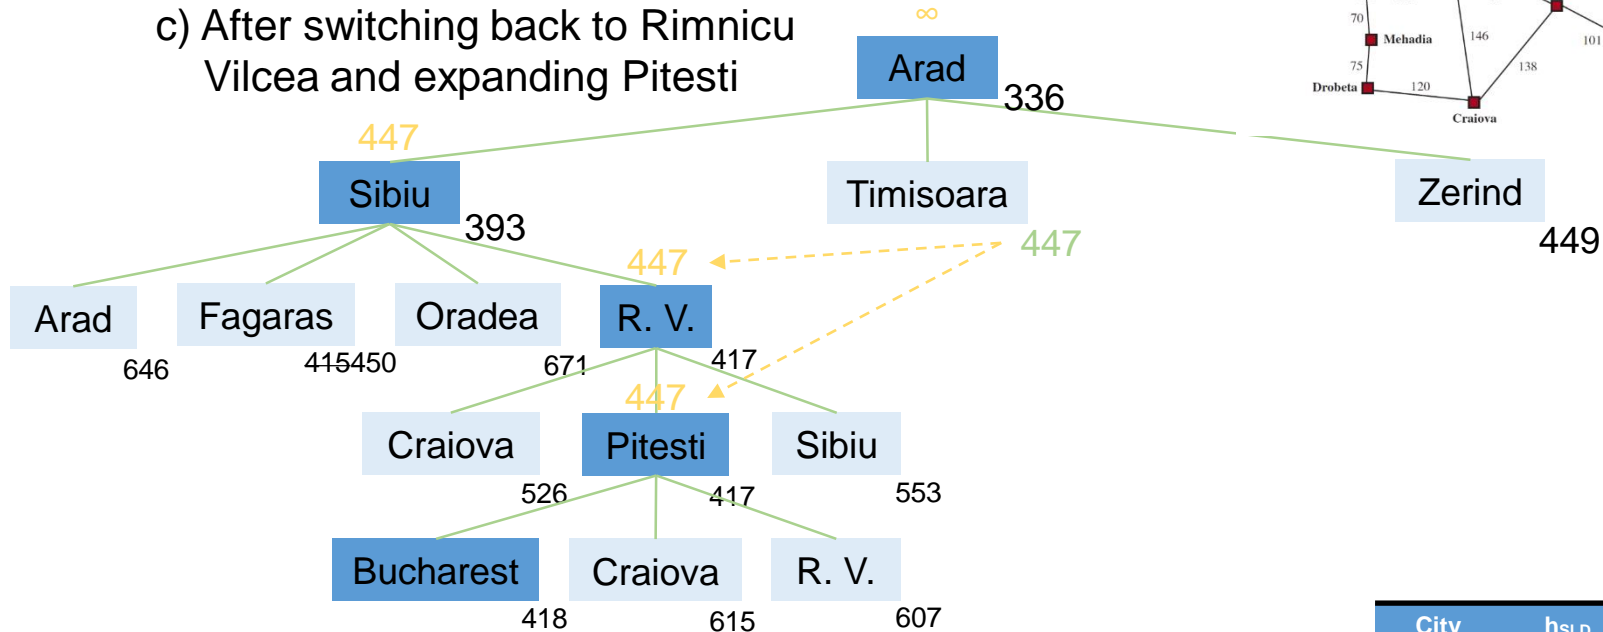 c) After switching back to Rimnicu
Vilcea and expanding Pitesti
∞
Arad
336
70
Mehadia
146
101
75
138
Drobeta
120
Craiova
447
Sibiu
393
Timisoara
447
Zerind
449
447
Arad
646
Fagaras
415450
Oradea
671
R. V.
417
447
Craiova
526
Pitesti
417
Sibiu
553
Bucharest
418
Craiova
615
R. V.
607
City hSLD